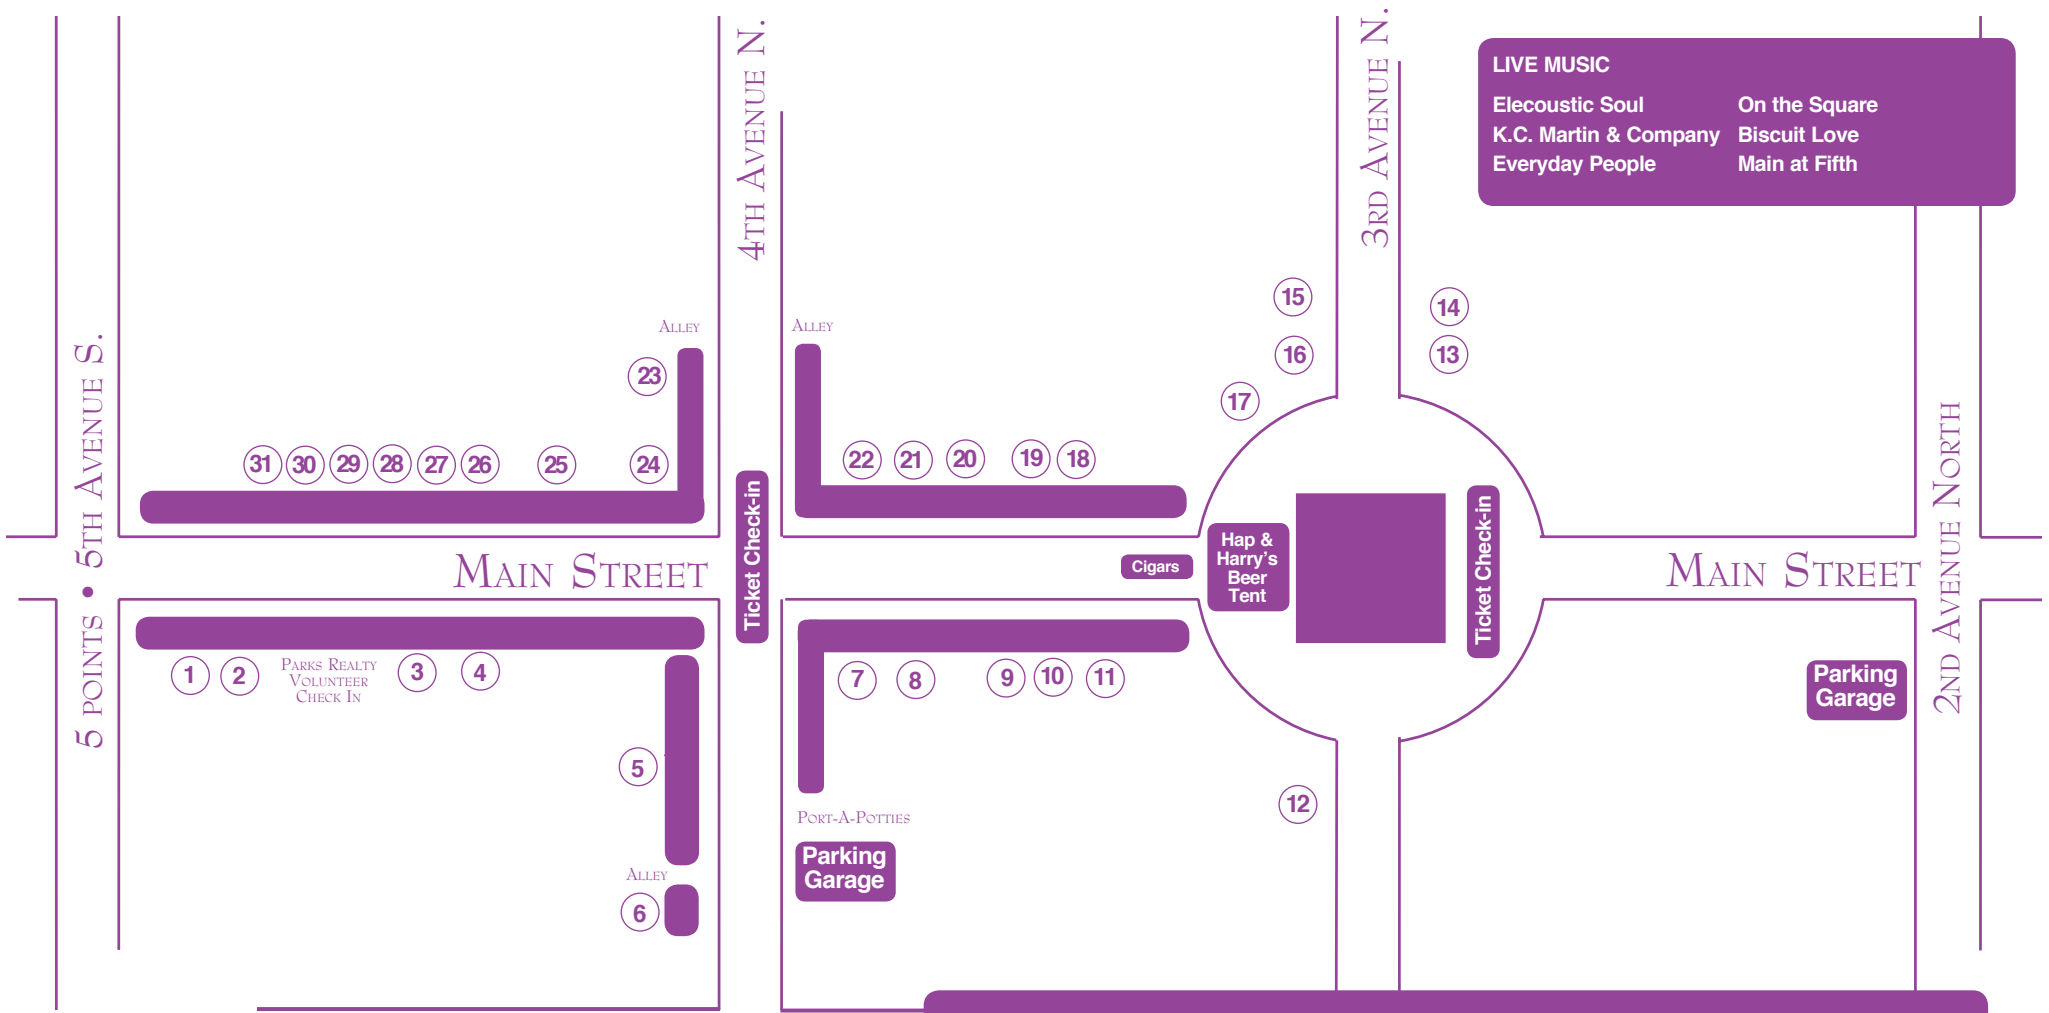 4TH AVENUE N.
3RD AVENUE N.
LIVE MUSIC
Elecoustic Soul On the Square
K.C. Martin & Company Biscuit Love
Everyday People Main at Fifth
15
14
ALLEY
ALLEY
16
13
23
17
5 POINTS • 5TH AVENUE S.
31 30 29 28 27 26 25 24
22 21 20 19 18
2ND AVENUE NORTH
Ticket Check-in
Ticket Check-in
Hap &
Harry's
Beer
Tent
Cigars
MAIN STREET
MAIN STREET
1 2
PARKS REALTY
VOLUNTEER
CHECK IN
3 4
7 8 9 10 11
Parking
Garage
5
12
PORT-A-POTTIES
Parking
Garage
ALLEY
6